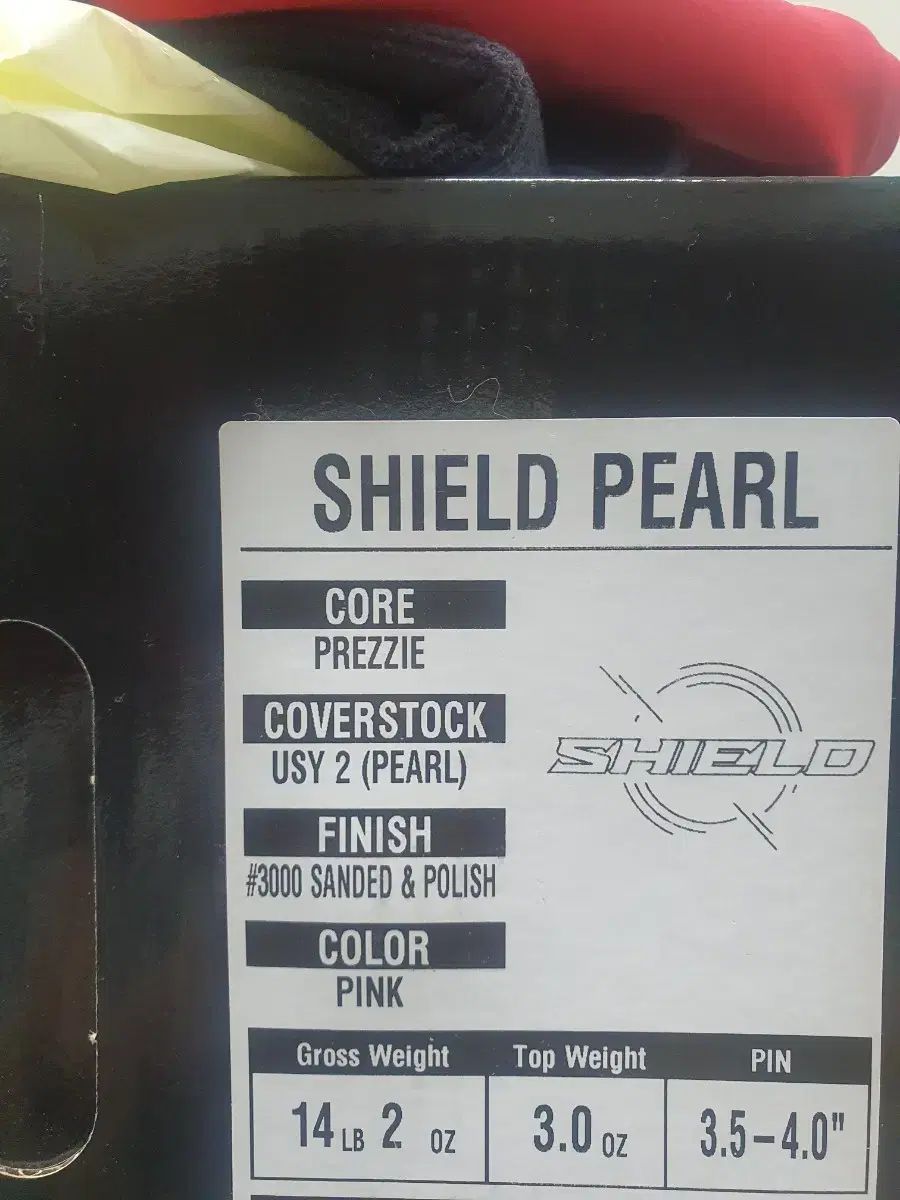 SHIELD PEARL
CORE
PREZZIE
COVERSTOCK
USY 2 (PEARL)
FINISH
#3000 SANDED & POLISH
COLOR
PINK
SHIELD
Gross Weight Top Weight PIN
14 LB 2 OZ 3.0 OZ 3.5-4.0"